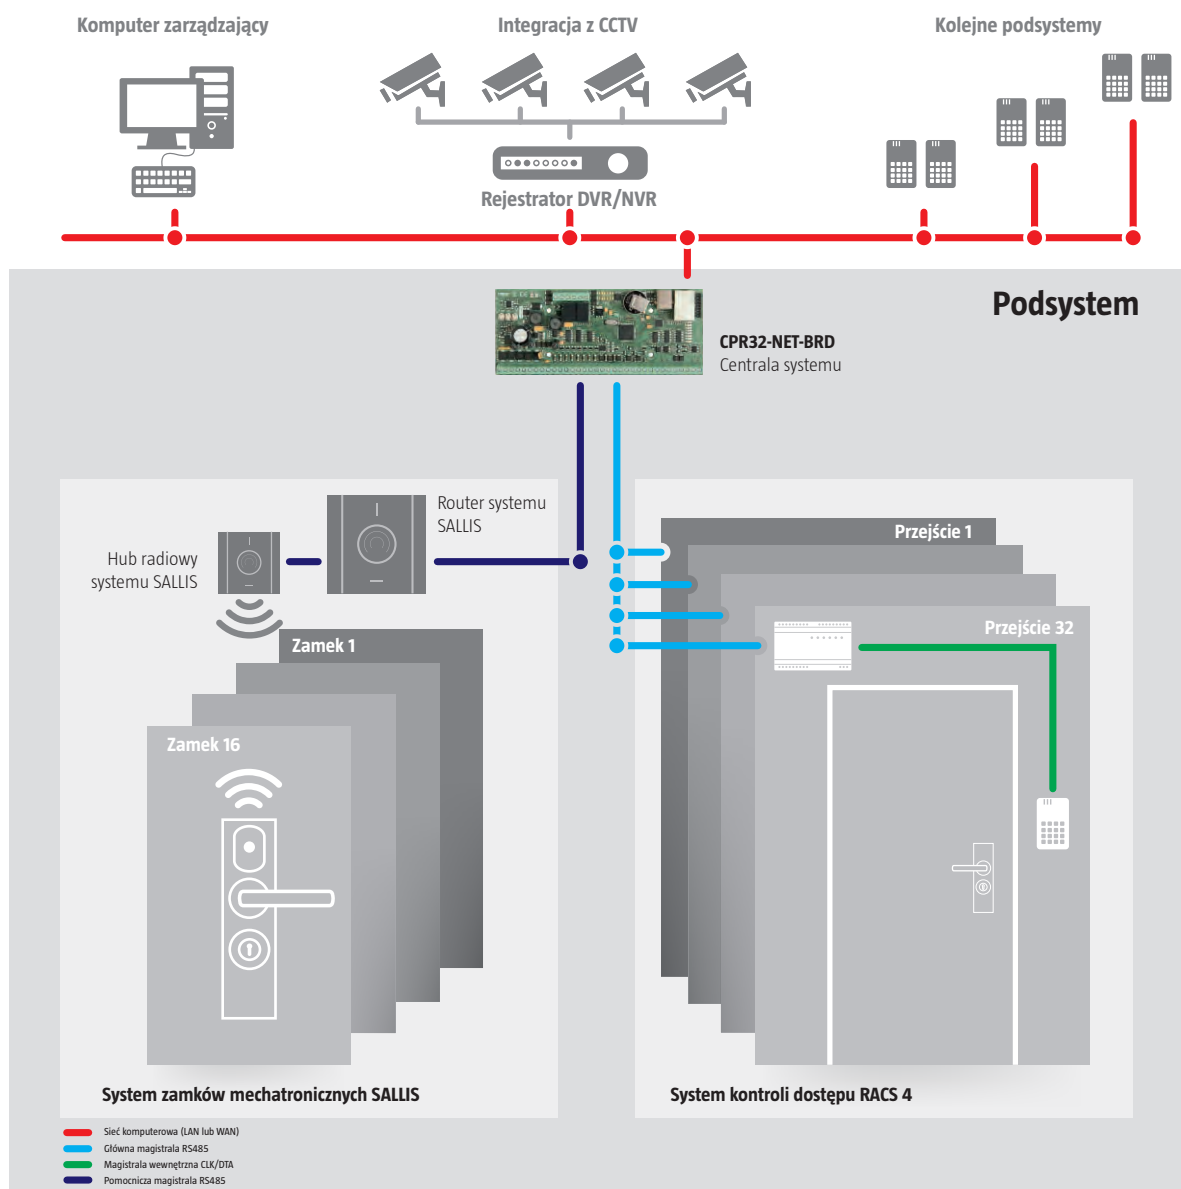 Komputer zarządzający
Integracja z CCTV
Kolejne podsystemy
Rejestrator DVR/NVR
Podsystem
CPR32-NET-BRD
Centrala systemu
Router systemu
SALLIS
Hub radiowy
systemu SALLIS
Przejście 1
Przejście 32
Zamek 1
Zamek 16
System zamków mechatronicznych SALLIS
System kontroli dostępu RACS 4
Sieć komputerowa (LAN lub WAN)
Główna magistrala RS485
Magistrala wewnętrzna CLK/DTA
Pomocnicza magistrala RS485